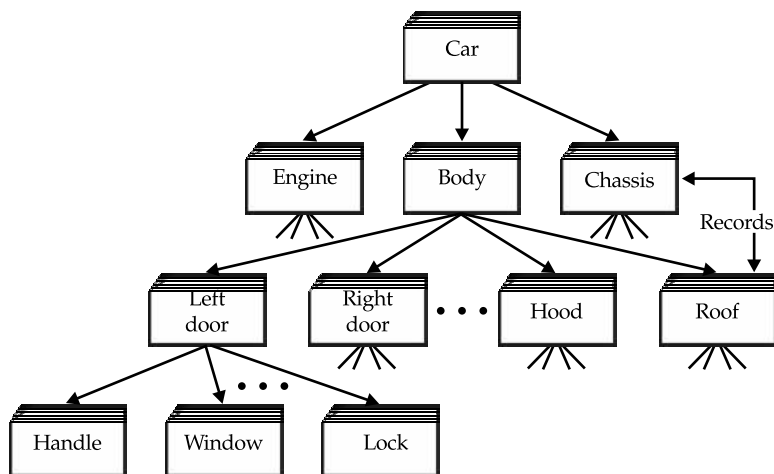 Car
Engine
Body
Chassis
Records
Left
door
Right
door
Hood
Roof
Handle
Window
Lock